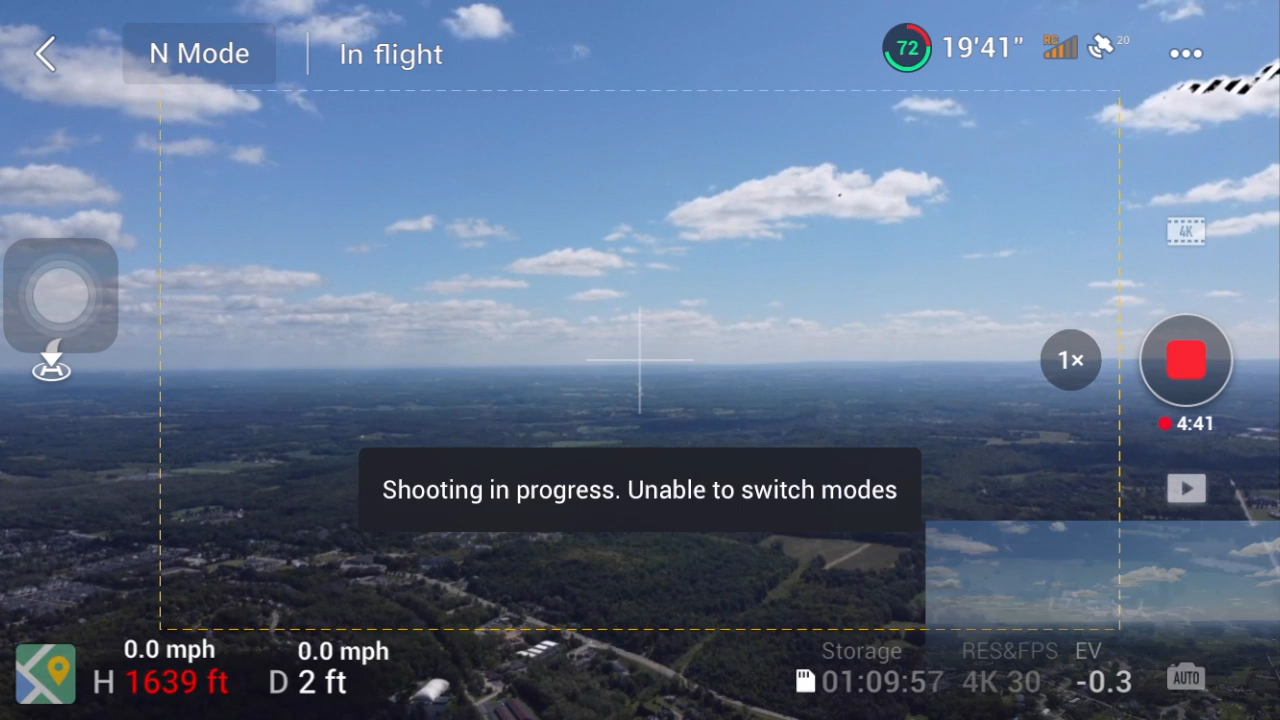 N Mode
In flight
72
19'41"
RC
20
4K
1×
4:41
Shooting in progress. Unable to switch modes
0.0 mph
0.0 mph
H 1639 ft
D 2 ft
Storage
RES&FPS
EV
01:09:57
4K 30
-0.3
AUTO